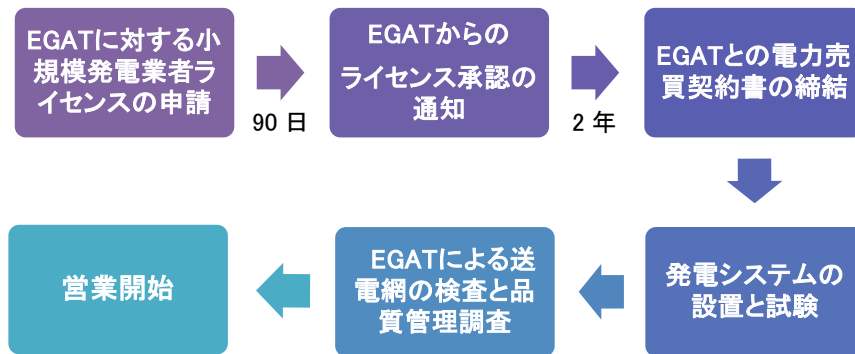 EGATに対する小
規模発電業者ラ
イセンスの申請
90 日
EGATからの
ライセンス承認の
通知
2 年
EGATとの電力売
買契約書の締結
発電システムの
設置と試験
EGATによる送
電網の検査と品
質管理調査
営業開始